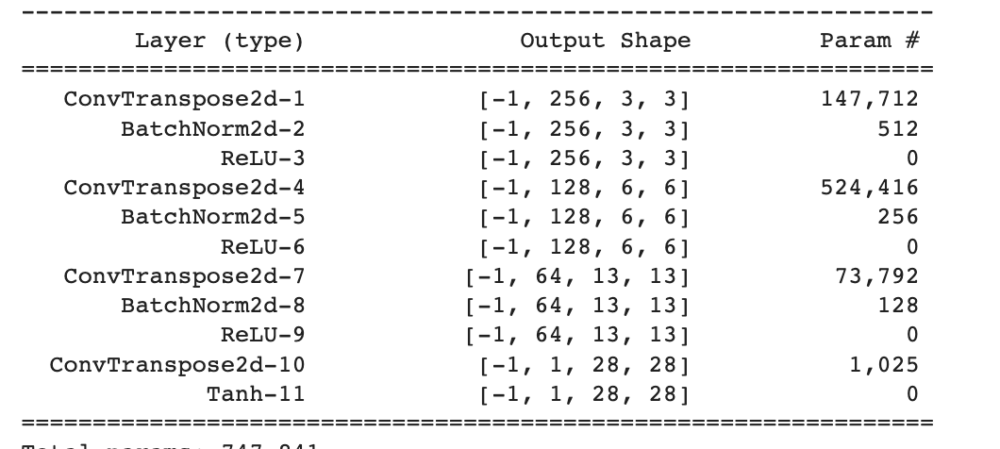 ----------------------------------------------------------------
Layer (type) Output Shape Param #
================================================================
ConvTranspose2d-1 [-1, 256, 3, 3] 147,712
BatchNorm2d-2 [-1, 256, 3, 3] 512
ReLU-3 [-1, 256, 3, 3] 0
ConvTranspose2d-4 [-1, 128, 6, 6] 524,416
BatchNorm2d-5 [-1, 128, 6, 6] 256
ReLU-6 [-1, 128, 6, 6] 0
ConvTranspose2d-7 [-1, 64, 13, 13] 73,792
BatchNorm2d-8 [-1, 64, 13, 13] 128
ReLU-9 [-1, 64, 13, 13] 0
ConvTranspose2d-10 [-1, 1, 28, 28] 1,025
Tanh-11 [-1, 1, 28, 28] 0
================================================================
Total params: 747,841